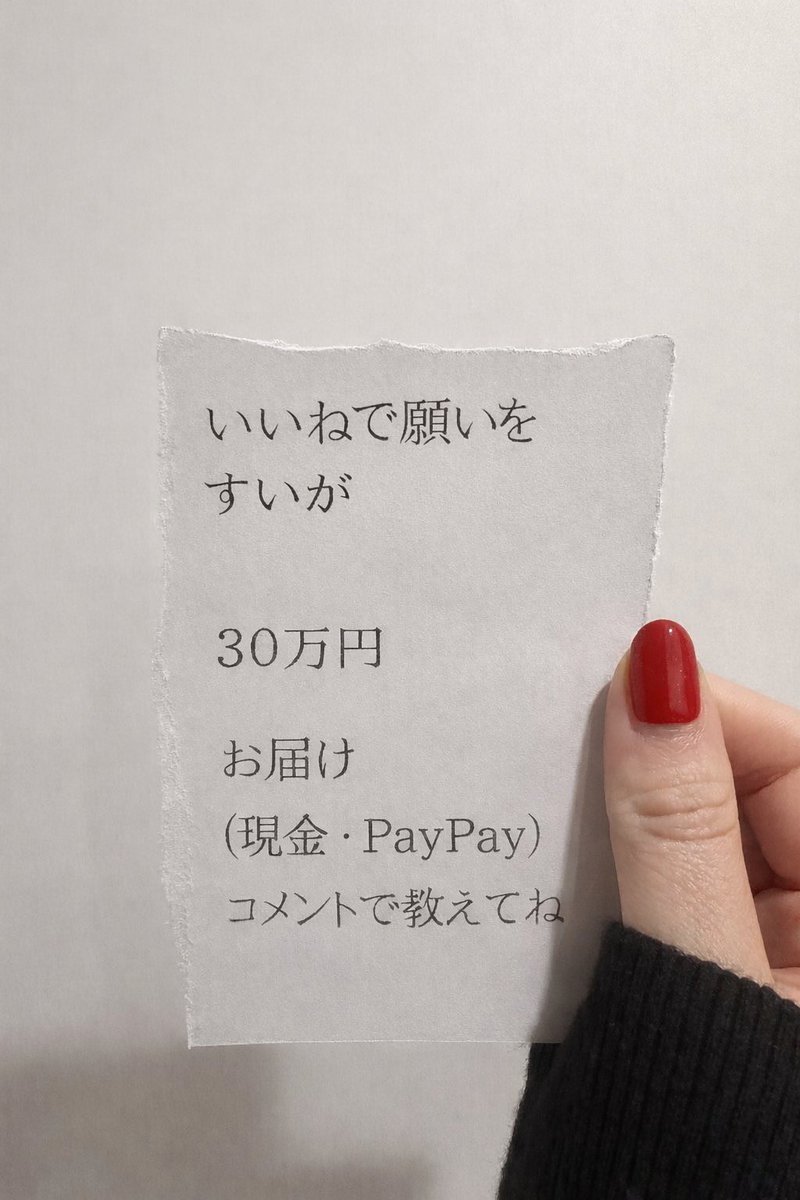 いいねで願いを
すいが
30万円
お届け
(現金・PayPay)
コメントで教えてね